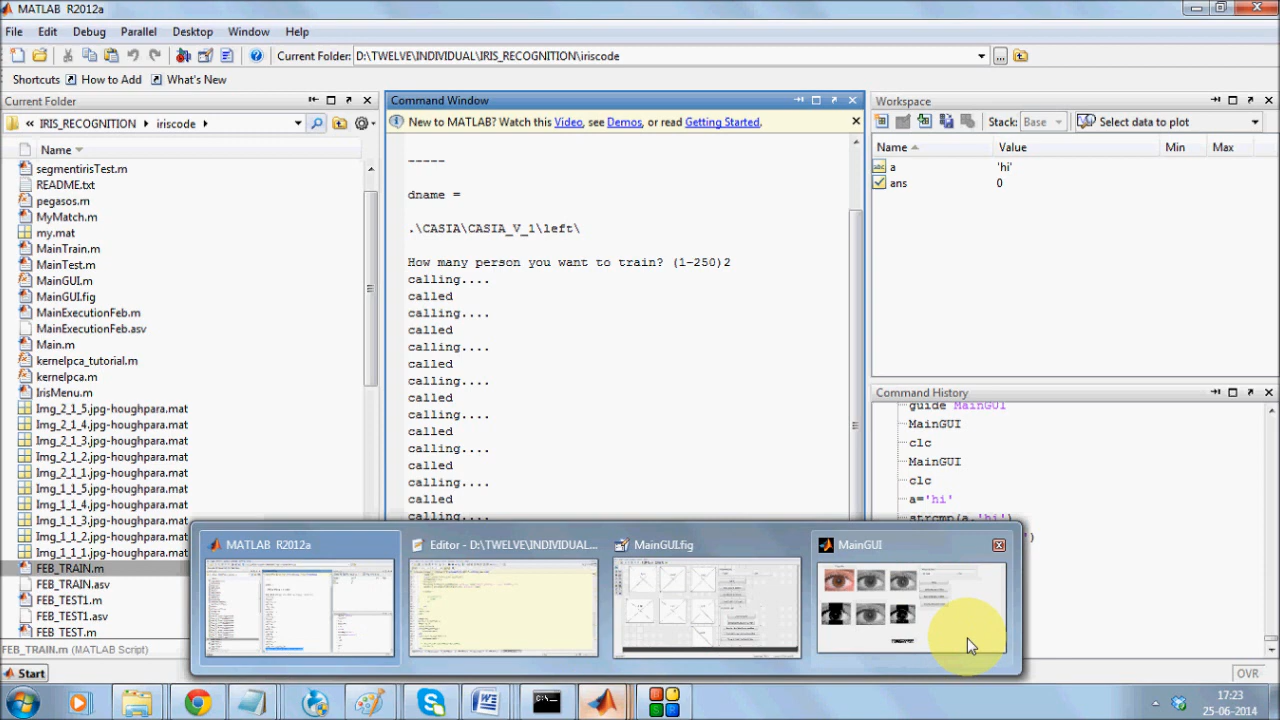 MATLAB R2012a
File Edit Debug Parallel Desktop Window Help
Current Folder: D:\TWELVE\INDIVIDUAL\IRIS_RECOGNITION\iriscode
Shortcuts How to Add What's New
Current Folder
« IRIS_RECOGNITION ▸ iriscode ▸
Name
segmentirisTest.m
README.txt
pegasos.m
MyMatch.m
my.mat
MainTrain.m
MainTest.m
MainGUI.m
MainGUI.fig
MainExecutionFeb.m
MainExecutionFeb.asv
Main.m
kernelpca_tutorial.m
kernelpca.m
IrisMenu.m
Img_2_1_5.jpg-houghpara.mat
Img_2_1_4.jpg-houghpara.mat
Img_2_1_3.jpg-houghpara.mat
Img_2_1_2.jpg-houghpara.mat
Img_2_1_1.jpg-houghpara.mat
Img_1_1_5.jpg-houghpara.mat
Img_1_1_4.jpg-houghpara.mat
Img_1_1_3.jpg-houghpara.mat
Img_1_1_2.jpg-houghpara.mat
Img_1_1_1.jpg-houghpara.mat
FEB_TRAIN.m
FEB_TRAIN.asv
FEB_TEST1.m
FEB_TEST1.asv
FEB_TEST.m
FEB_TRAIN.m (MATLAB Script)
Command Window
New to MATLAB? Watch this Video, see Demos, or read Getting Started.
-----
dname =
.\CASIA\CASIA_V_1\left\
How many person you want to train? (1-250)2
calling....
called
calling....
called
calling....
called
calling....
called
calling....
called
calling....
called
calling....
called
calling....
Workspace
Stack: Base Select data to plot
Name Value Min Max
a 'hi'
ans 0
Command History
guide MainGUI
MainGUI
clc
MainGUI
clc
a='hi'
strcmp(a,'hi')
MATLAB R2012a
Editor - D:\TWELVE\INDIVIDUAL...
MainGUI.fig
MainGUI
Start
OVR
17:23
25-06-2014